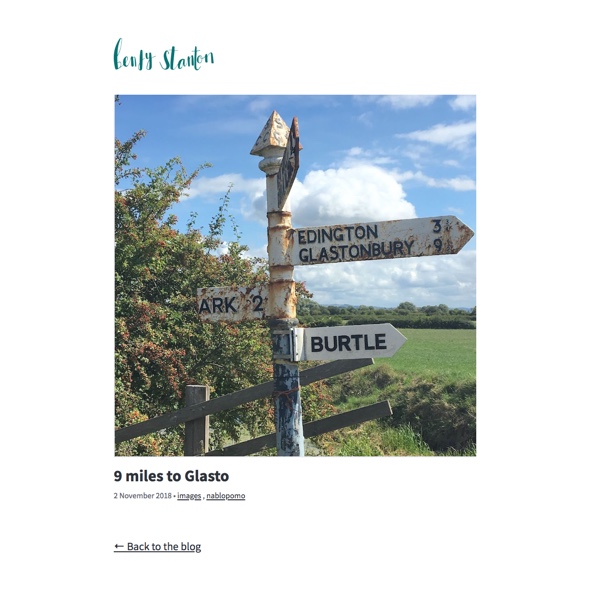 benjy stanton
EDINGTON 3
GLASTONBURY 9
ARK 2
BURTLE
9 miles to Glasto
2 November 2018 • images , nablopomo
← Back to the blog